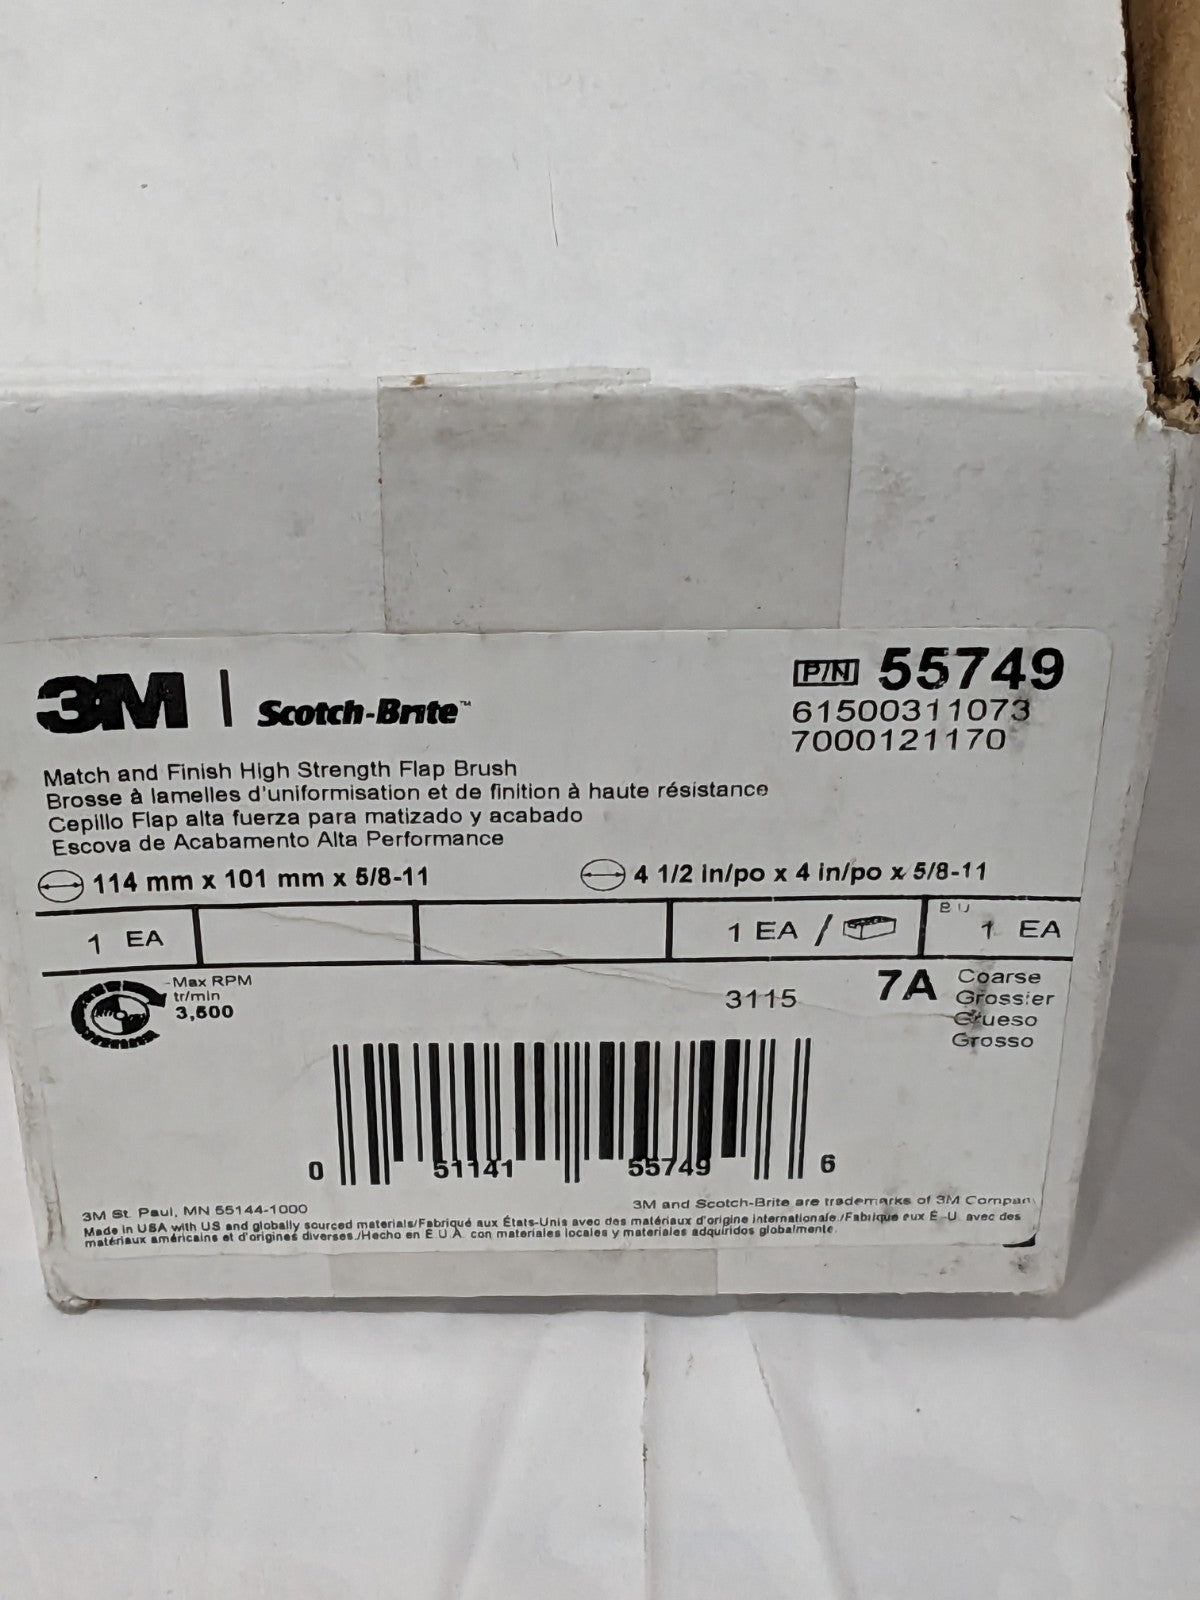 3M | Scotch-Brite™
P/N 55749
61500311073
7000121170
Match and Finish High Strength Flap Brush
Brosse à lamelles d'uniformisation et de finition à haute résistance
Cepillo Flap alta fuerza para matizado y acabado
Escova de Acabamento Alta Performance
114 mm x 101 mm x 5/8-11
4 1/2 in/po x 4 in/po x 5/8-11
1 EA
1 EA /
1 EA
Max RPM
tr/min
3,500
3115
7A
Coarse
Grossier
Grueso
Grosso
0 51141 55749 6
3M St. Paul, MN 55144-1000
3M and Scotch-Brite are trademarks of 3M Company
Made in USA with US and globally sourced materials/Fabriqué aux États-Unis avec des matériaux d'origine internationale./Fabriqué aux É.-U. avec des
matériaux américains et d'origines diverses./Hecho en E.U.A. con materiales locales y materiales adquiridos globalmente.